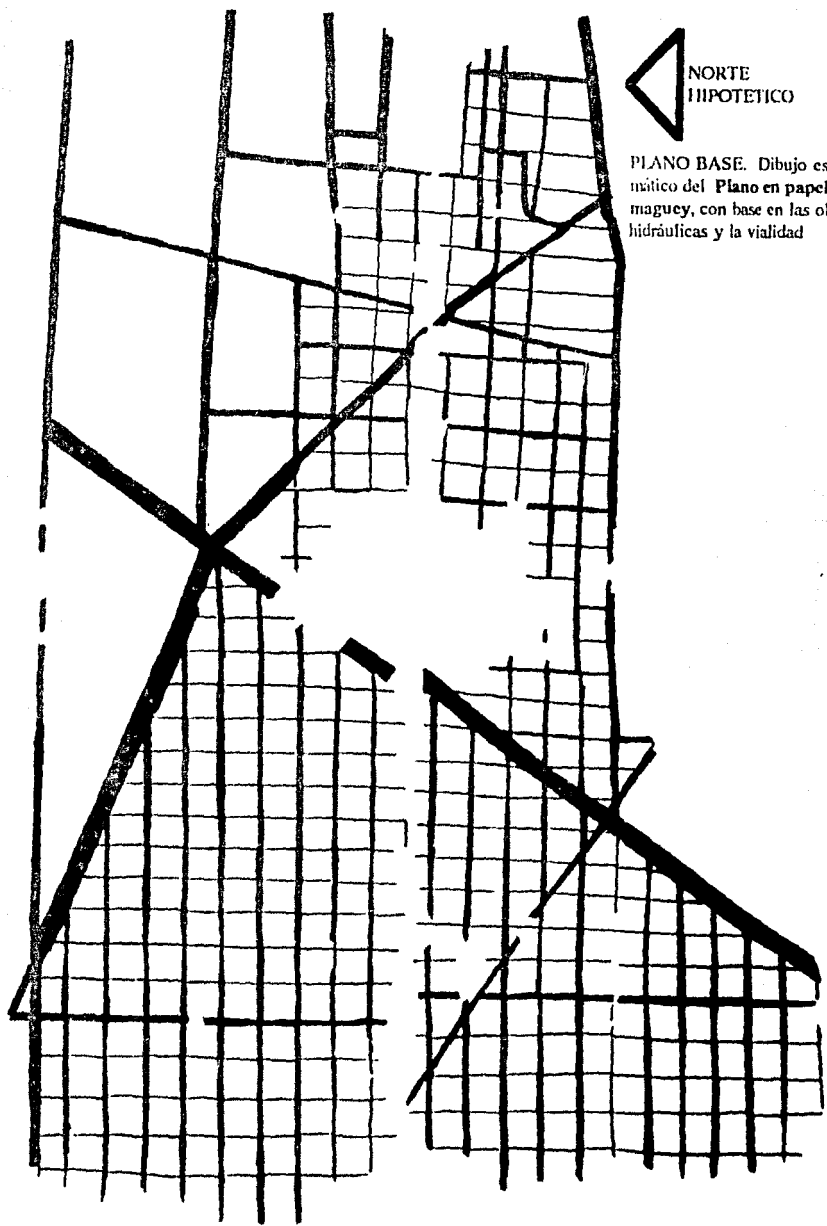 NORTE
HIPOTETICO
PLANO BASE. Dibujo es
mático del Plano en papel
maguey, con base en las ol
hidráulicas y la vialidad